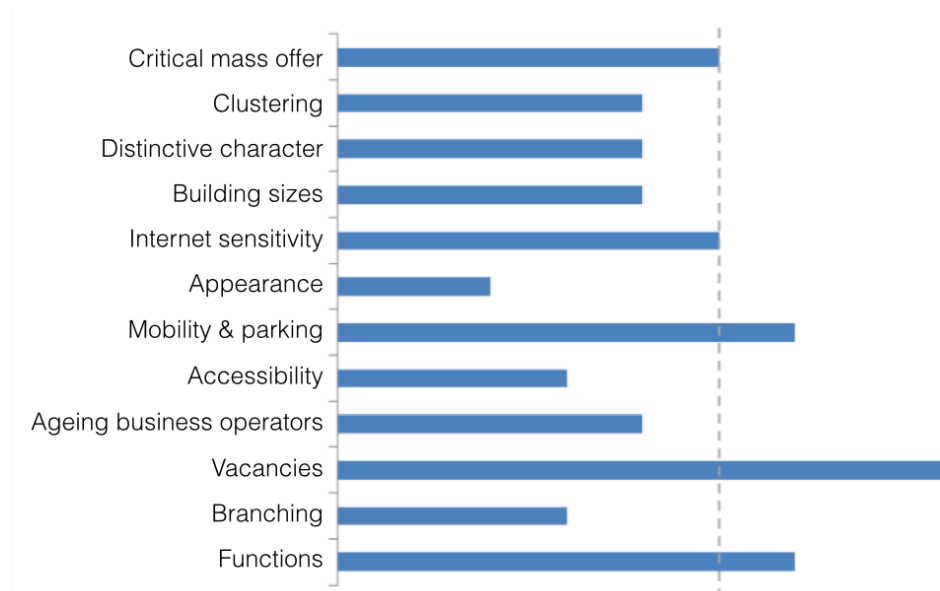 Critical mass offer
Clustering
Distinctive character
Building sizes
Internet sensitivity
Appearance
Mobility & parking
Accessibility
Ageing business operators
Vacancies
Branching
Functions